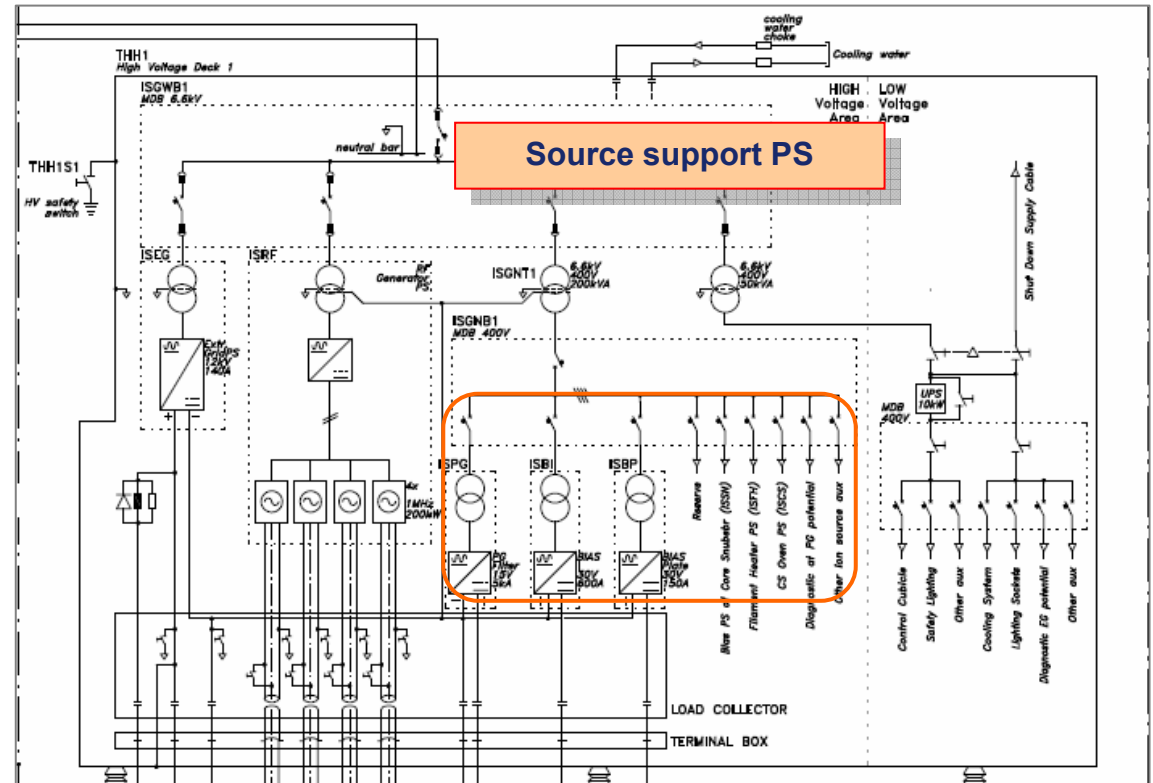 cooling
water
choke
Cooling water
THH1
High Voltage Deck 1
ISGWB1
MDB 6.6kV
HIGH
Voltage
Area
LOW
Voltage
Area
neutral bar
Source support PS
THH1S1
HV safety
switch
ISEG
ISRF
RF
Generator
PS
ISGNT1
6.6kV
400V
200kVA
6.6kV
400V
50kVA
Shut Down Supply Cable
ISGNB1
MDB 400V
Extr.
GridPS
12kV
140A
+
-
UPS
10kW
MDB
400V
ISPG
ISBI
ISBP
4x
1MHz
200kW
PG
Filter
15V
5kA
BIAS
30V
600A
BIAS
Plate
30V
150A
Reserve
Bias PS of Core Snubebr (ISSN)
Filament Heater PS (ISFH)
CS Oven PS (ISCS)
Diagnostic at PG potential
Other ion source aux
Control Cubicle
Safety Lighting
Other aux
Cooling System
Lighting Sockets
Diagnostic EG potential
Other aux
LOAD COLLECTOR
TERMINAL BOX